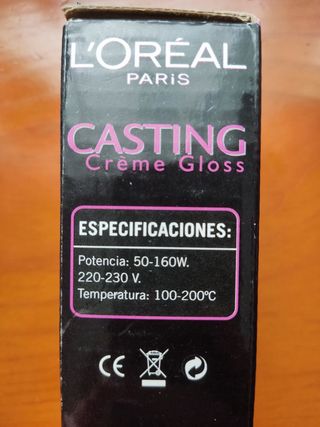 L'ORÉAL
PARIS
CASTING
Crème Gloss
ESPECIFICACIONES:
Potencia: 50-160W.
220-230 V.
Temperatura: 100-200ºC
CE